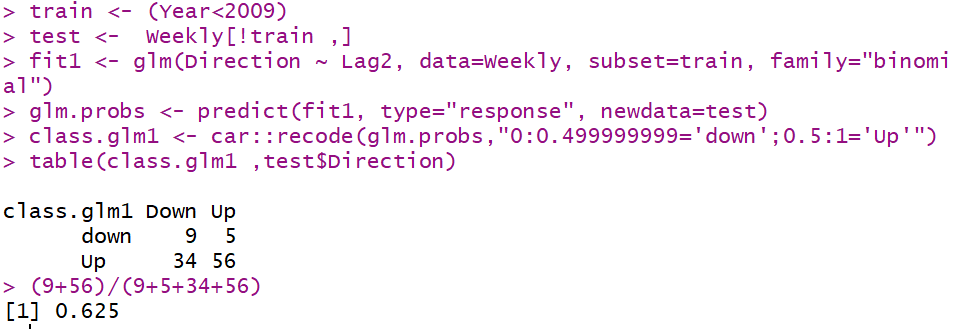 > train <- (Year<2009)
> test <-  Weekly[!train ,]
> fit1 <- glm(Direction ~ Lag2, data=Weekly, subset=train, family="binomi
al")
> glm.probs <- predict(fit1, type="response", newdata=test)
> class.glm1 <- car::recode(glm.probs,"0:0.499999999='down';0.5:1='Up'")
> table(class.glm1 ,test$Direction)
class.glm1 Down Up
      down    9  5
      Up     34 56
> (9+56)/(9+5+34+56)
[1] 0.625